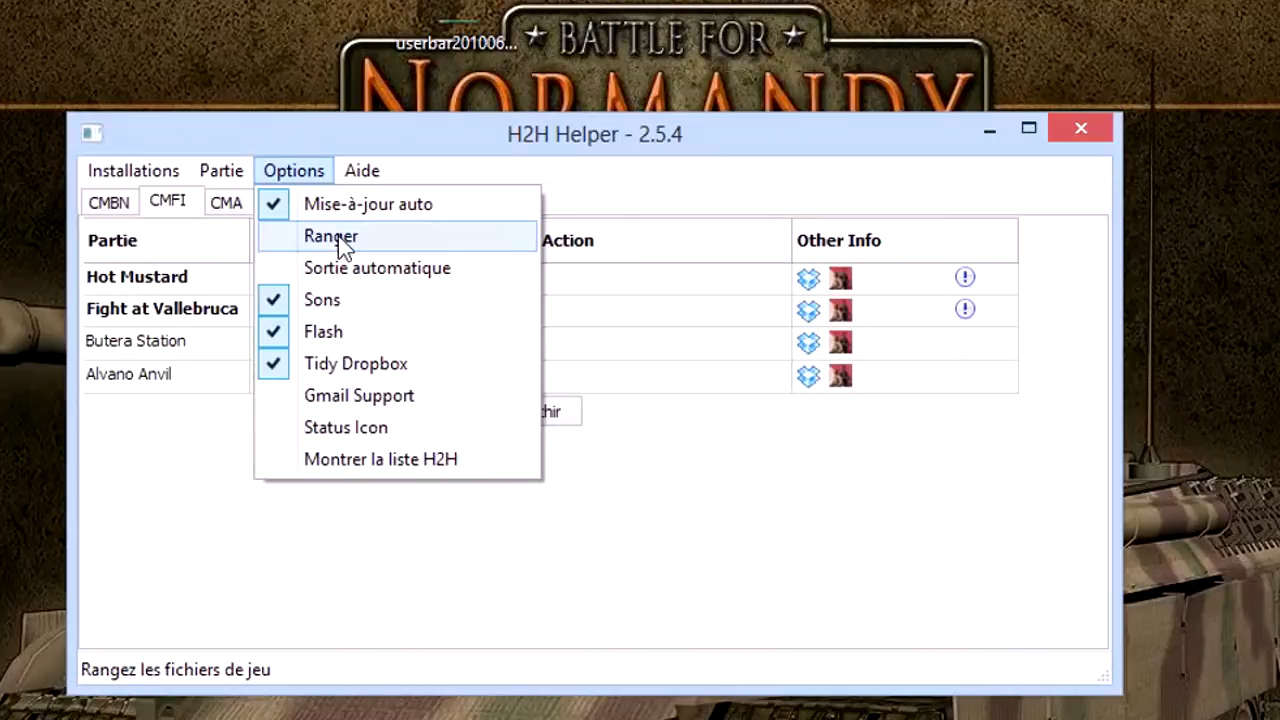 userbar201006...
BATTLE FOR
NORMANDY
H2H Helper - 2.5.4
Installations Partie Options Aide
CMBN CMFI CMA
Mise-à-jour auto
Ranger
Sortie automatique
Sons
Flash
Tidy Dropbox
Gmail Support
Status Icon
Montrer la liste H2H
Partie Action Other Info
Hot Mustard
Fight at Vallebruca
Butera Station
Alvano Anvil
Rangez les fichiers de jeu